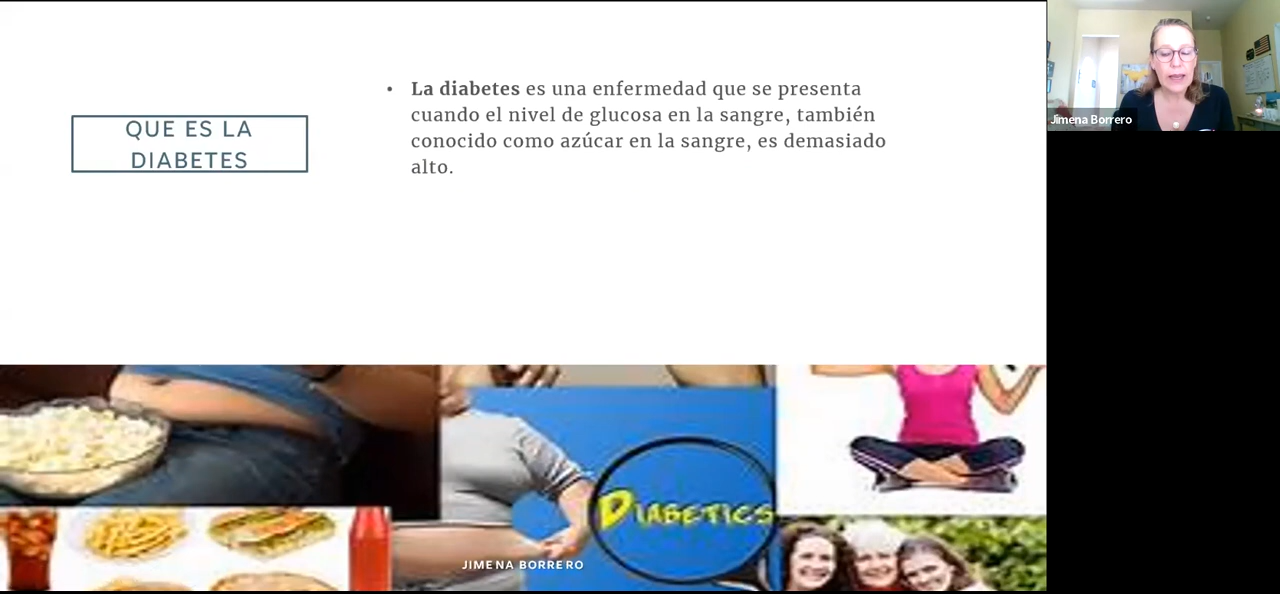 QUE ES LA
DIABETES
• La diabetes es una enfermedad que se presenta
cuando el nivel de glucosa en la sangre, también
conocido como azúcar en la sangre, es demasiado
alto.
Jimena Borrero
DIABETICS
JIMENA BORRERO